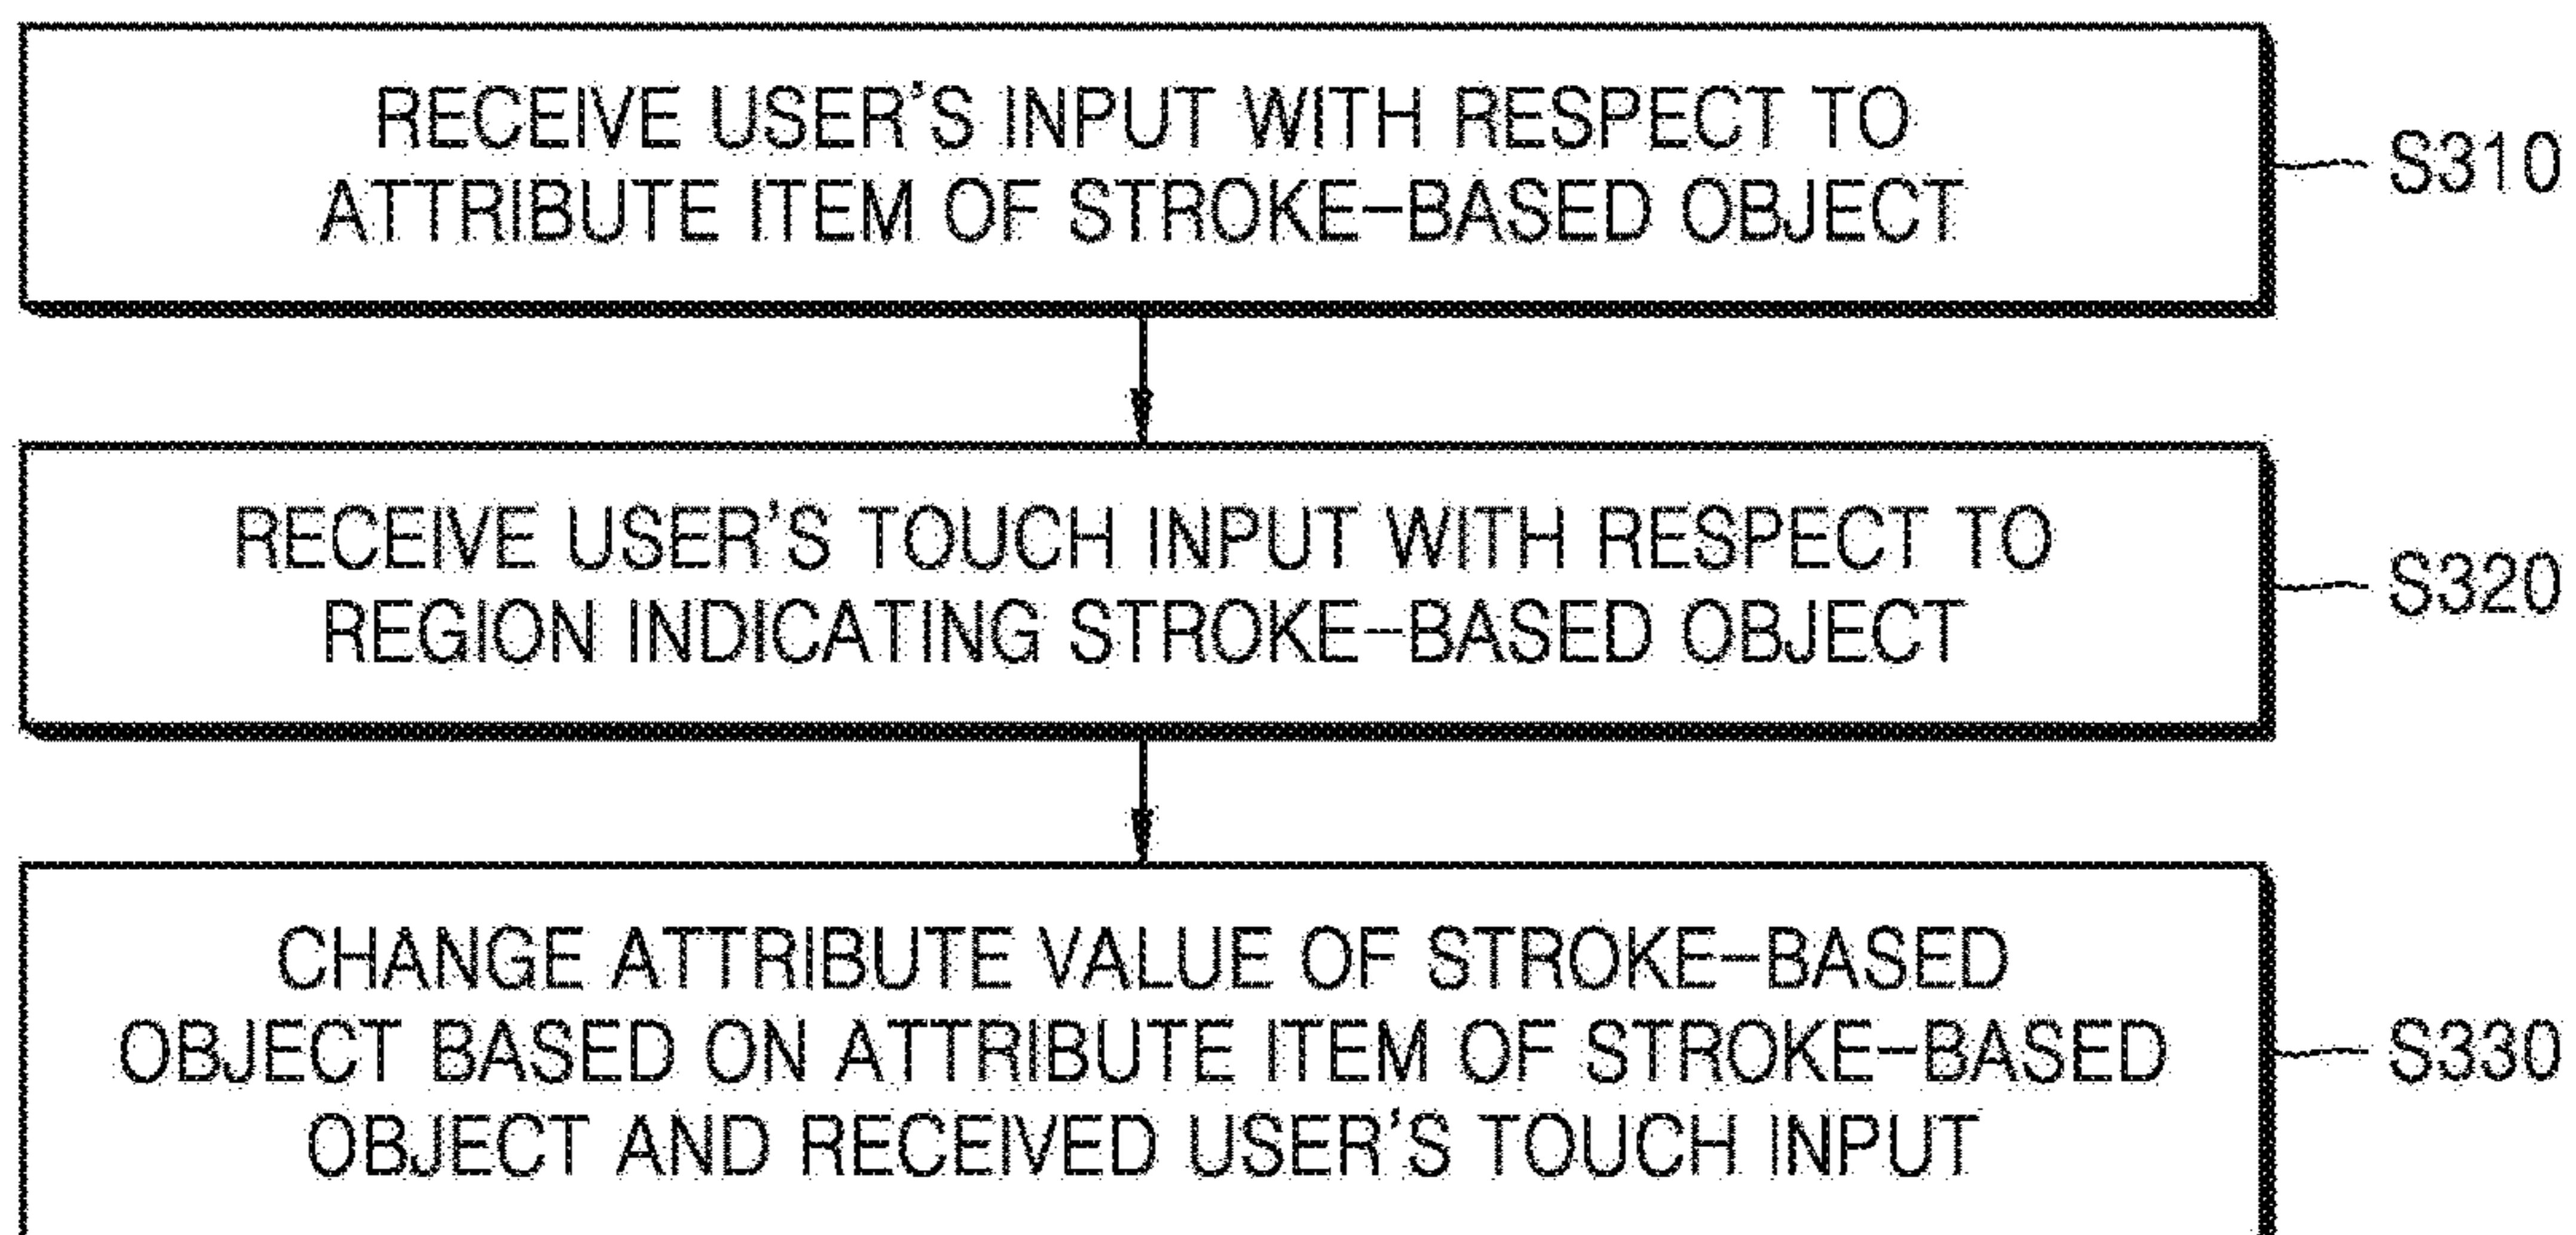 RECEIVE USER'S INPUT WITH RESPECT TO
ATTRIBUTE ITEM OF STROKE-BASED OBJECT
S310
RECEIVE USER'S TOUCH INPUT WITH RESPECT TO
REGION INDICATING STROKE-BASED OBJECT
S320
CHANGE ATTRIBUTE VALUE OF STROKE-BASED
OBJECT BASED ON ATTRIBUTE ITEM OF STROKE-BASED
OBJECT AND RECEIVED USER'S TOUCH INPUT
S330